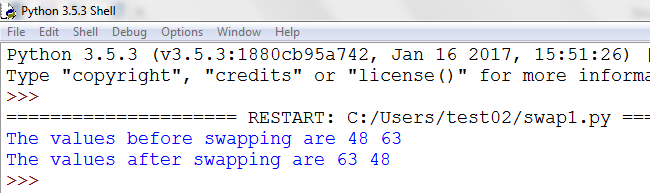 Python 3.5.3 Shell
File Edit Shell Debug Options Window Help
Python 3.5.3 (v3.5.3:1880cb95a742, Jan 16 2017, 15:51:26) [
Type "copyright", "credits" or "license()" for more informa
>>>
===================== RESTART: C:/Users/test02/swap1.py ===
The values before swapping are 48 63
The values after swapping are 63 48
>>>